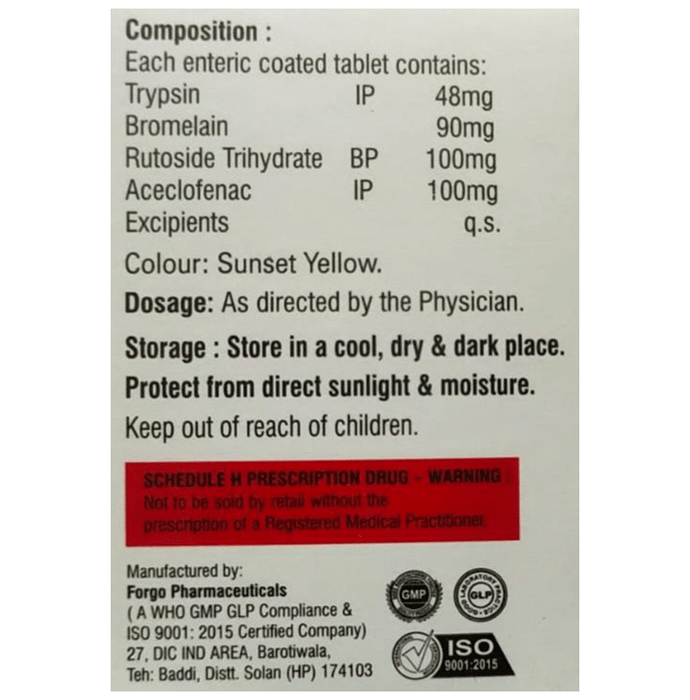 Composition :
Each enteric coated tablet contains:
Trypsin IP 48mg
Bromelain 90mg
Rutoside Trihydrate BP 100mg
Aceclofenac IP 100mg
Excipients q.s.
Colour: Sunset Yellow.
Dosage: As directed by the Physician.
Storage : Store in a cool, dry & dark place.
Protect from direct sunlight & moisture.
Keep out of reach of children.
SCHEDULE H PRESCRIPTION DRUG - WARNING
Not to be sold by retail without the
prescription of a Registered Medical Practitioner.
Manufactured by:
Forgo Pharmaceuticals
( A WHO GMP GLP Compliance &
ISO 9001: 2015 Certified Company)
27, DIC IND AREA, Barotiwala,
Teh: Baddi, Distt. Solan (HP) 174103
GMP
GLP
ISO
9001:2015